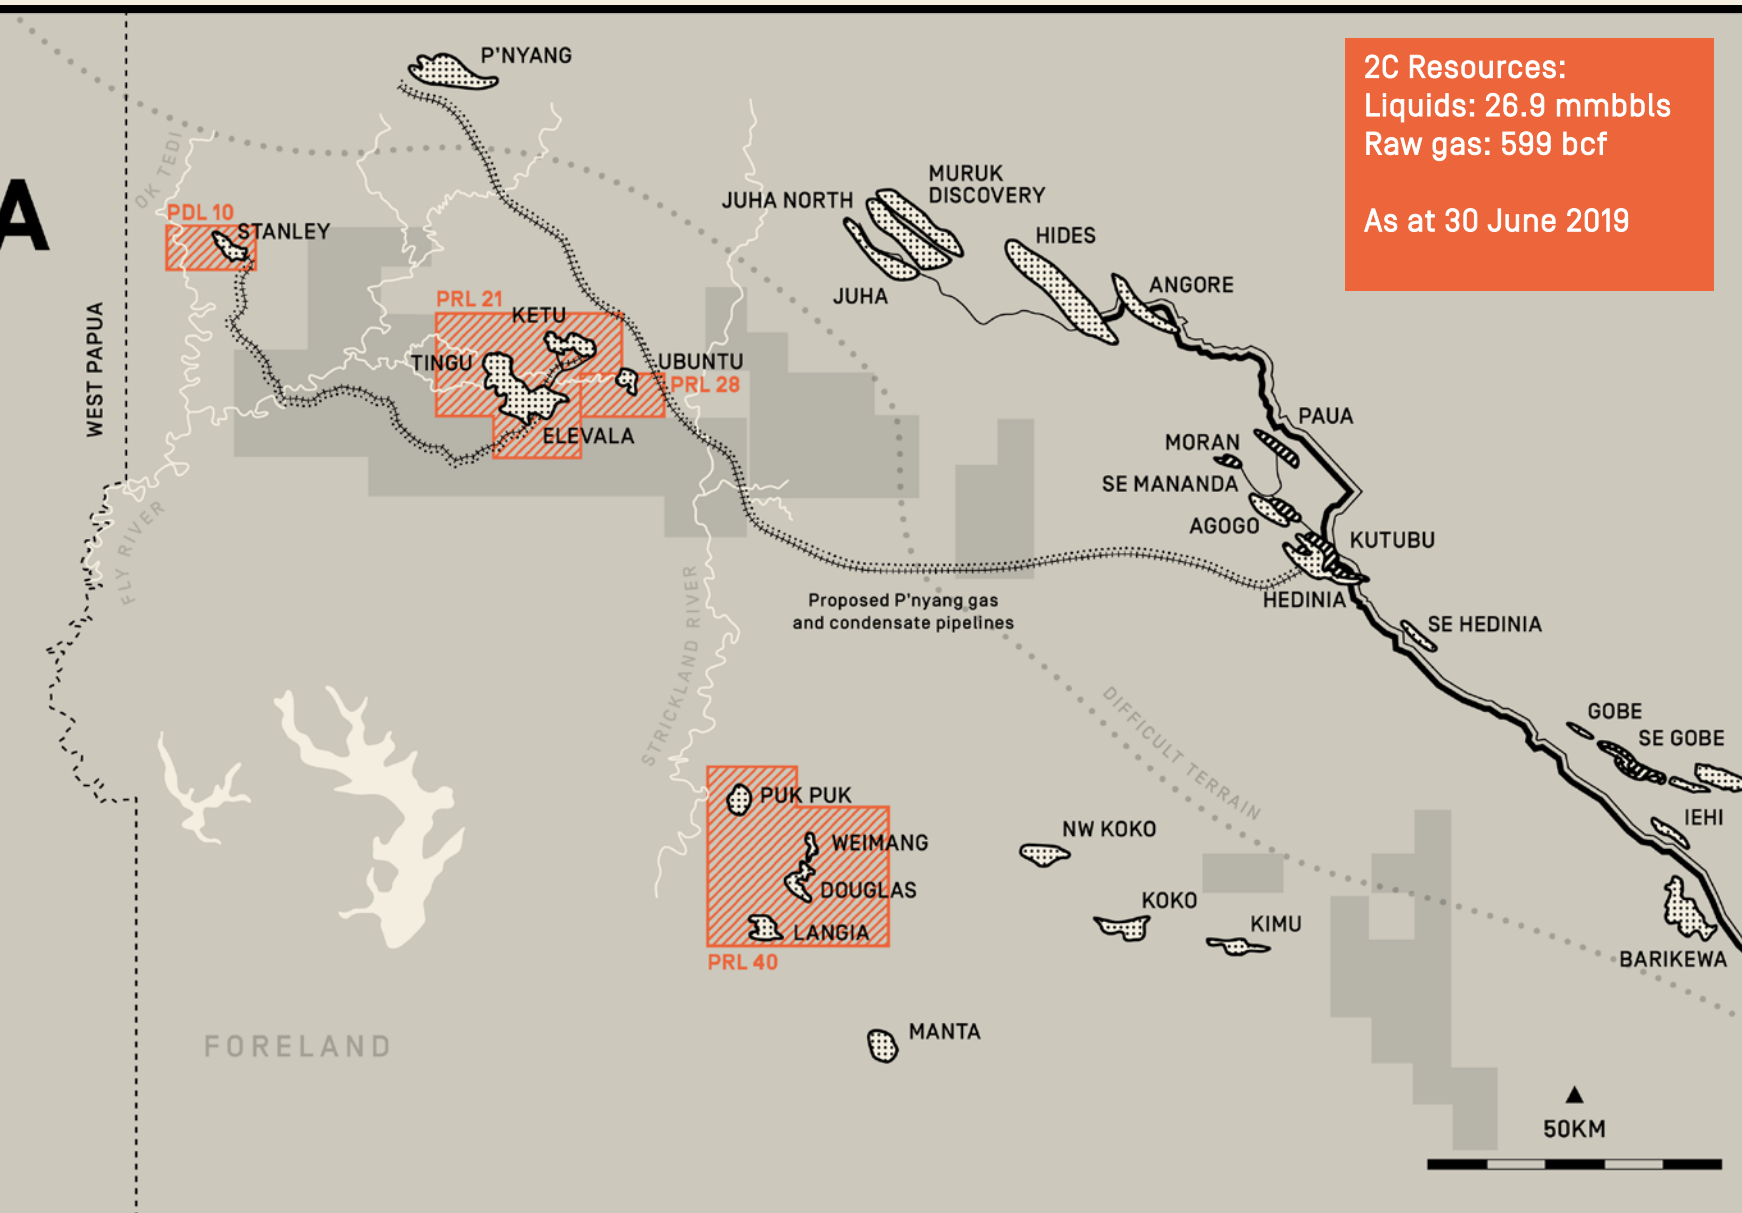 A
P'NYANG
2C Resources:
Liquids: 26.9 mmbbls
Raw gas: 599 bcf
As at 30 June 2019
OK TEDI
PDL 10
STANLEY
MURUK
DISCOVERY
JUHA NORTH
HIDES
JUHA
ANGORE
PRL 21
KETU
TINGU
UBUNTU
PRL 28
ELEVALA
WEST PAPUA
PAUA
MORAN
SE MANANDA
AGOGO
KUTUBU
HEDINIA
SE HEDINIA
FLY RIVER
Proposed P'nyang gas
and condensate pipelines
STRICKLAND RIVER
DIFFICULT TERRAIN
GOBE
SE GOBE
IEHI
BARIKEWA
PUK PUK
WEIMANG
DOUGLAS
LANGIA
PRL 40
NW KOKO
KOKO
KIMU
MANTA
FORELAND
50KM